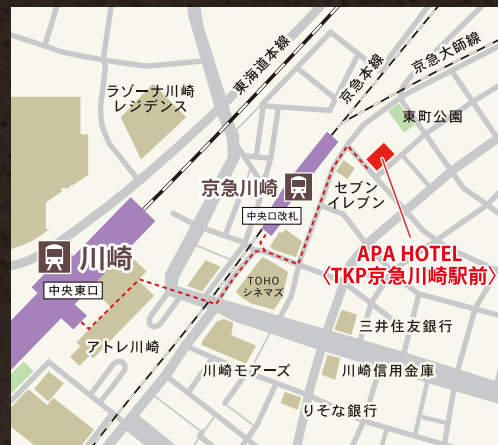 ラゾーナ川崎
レジデンス
東海道本線
京急本線
京急大師線
東町公園
京急川崎
中央口改札
セブン
イレブン
川崎
中央東口
APA HOTEL
〈TKP京急川崎駅前〉
TOHO
シネマズ
アトレ川崎
三井住友銀行
川崎モアーズ
川崎信用金庫
りそな銀行